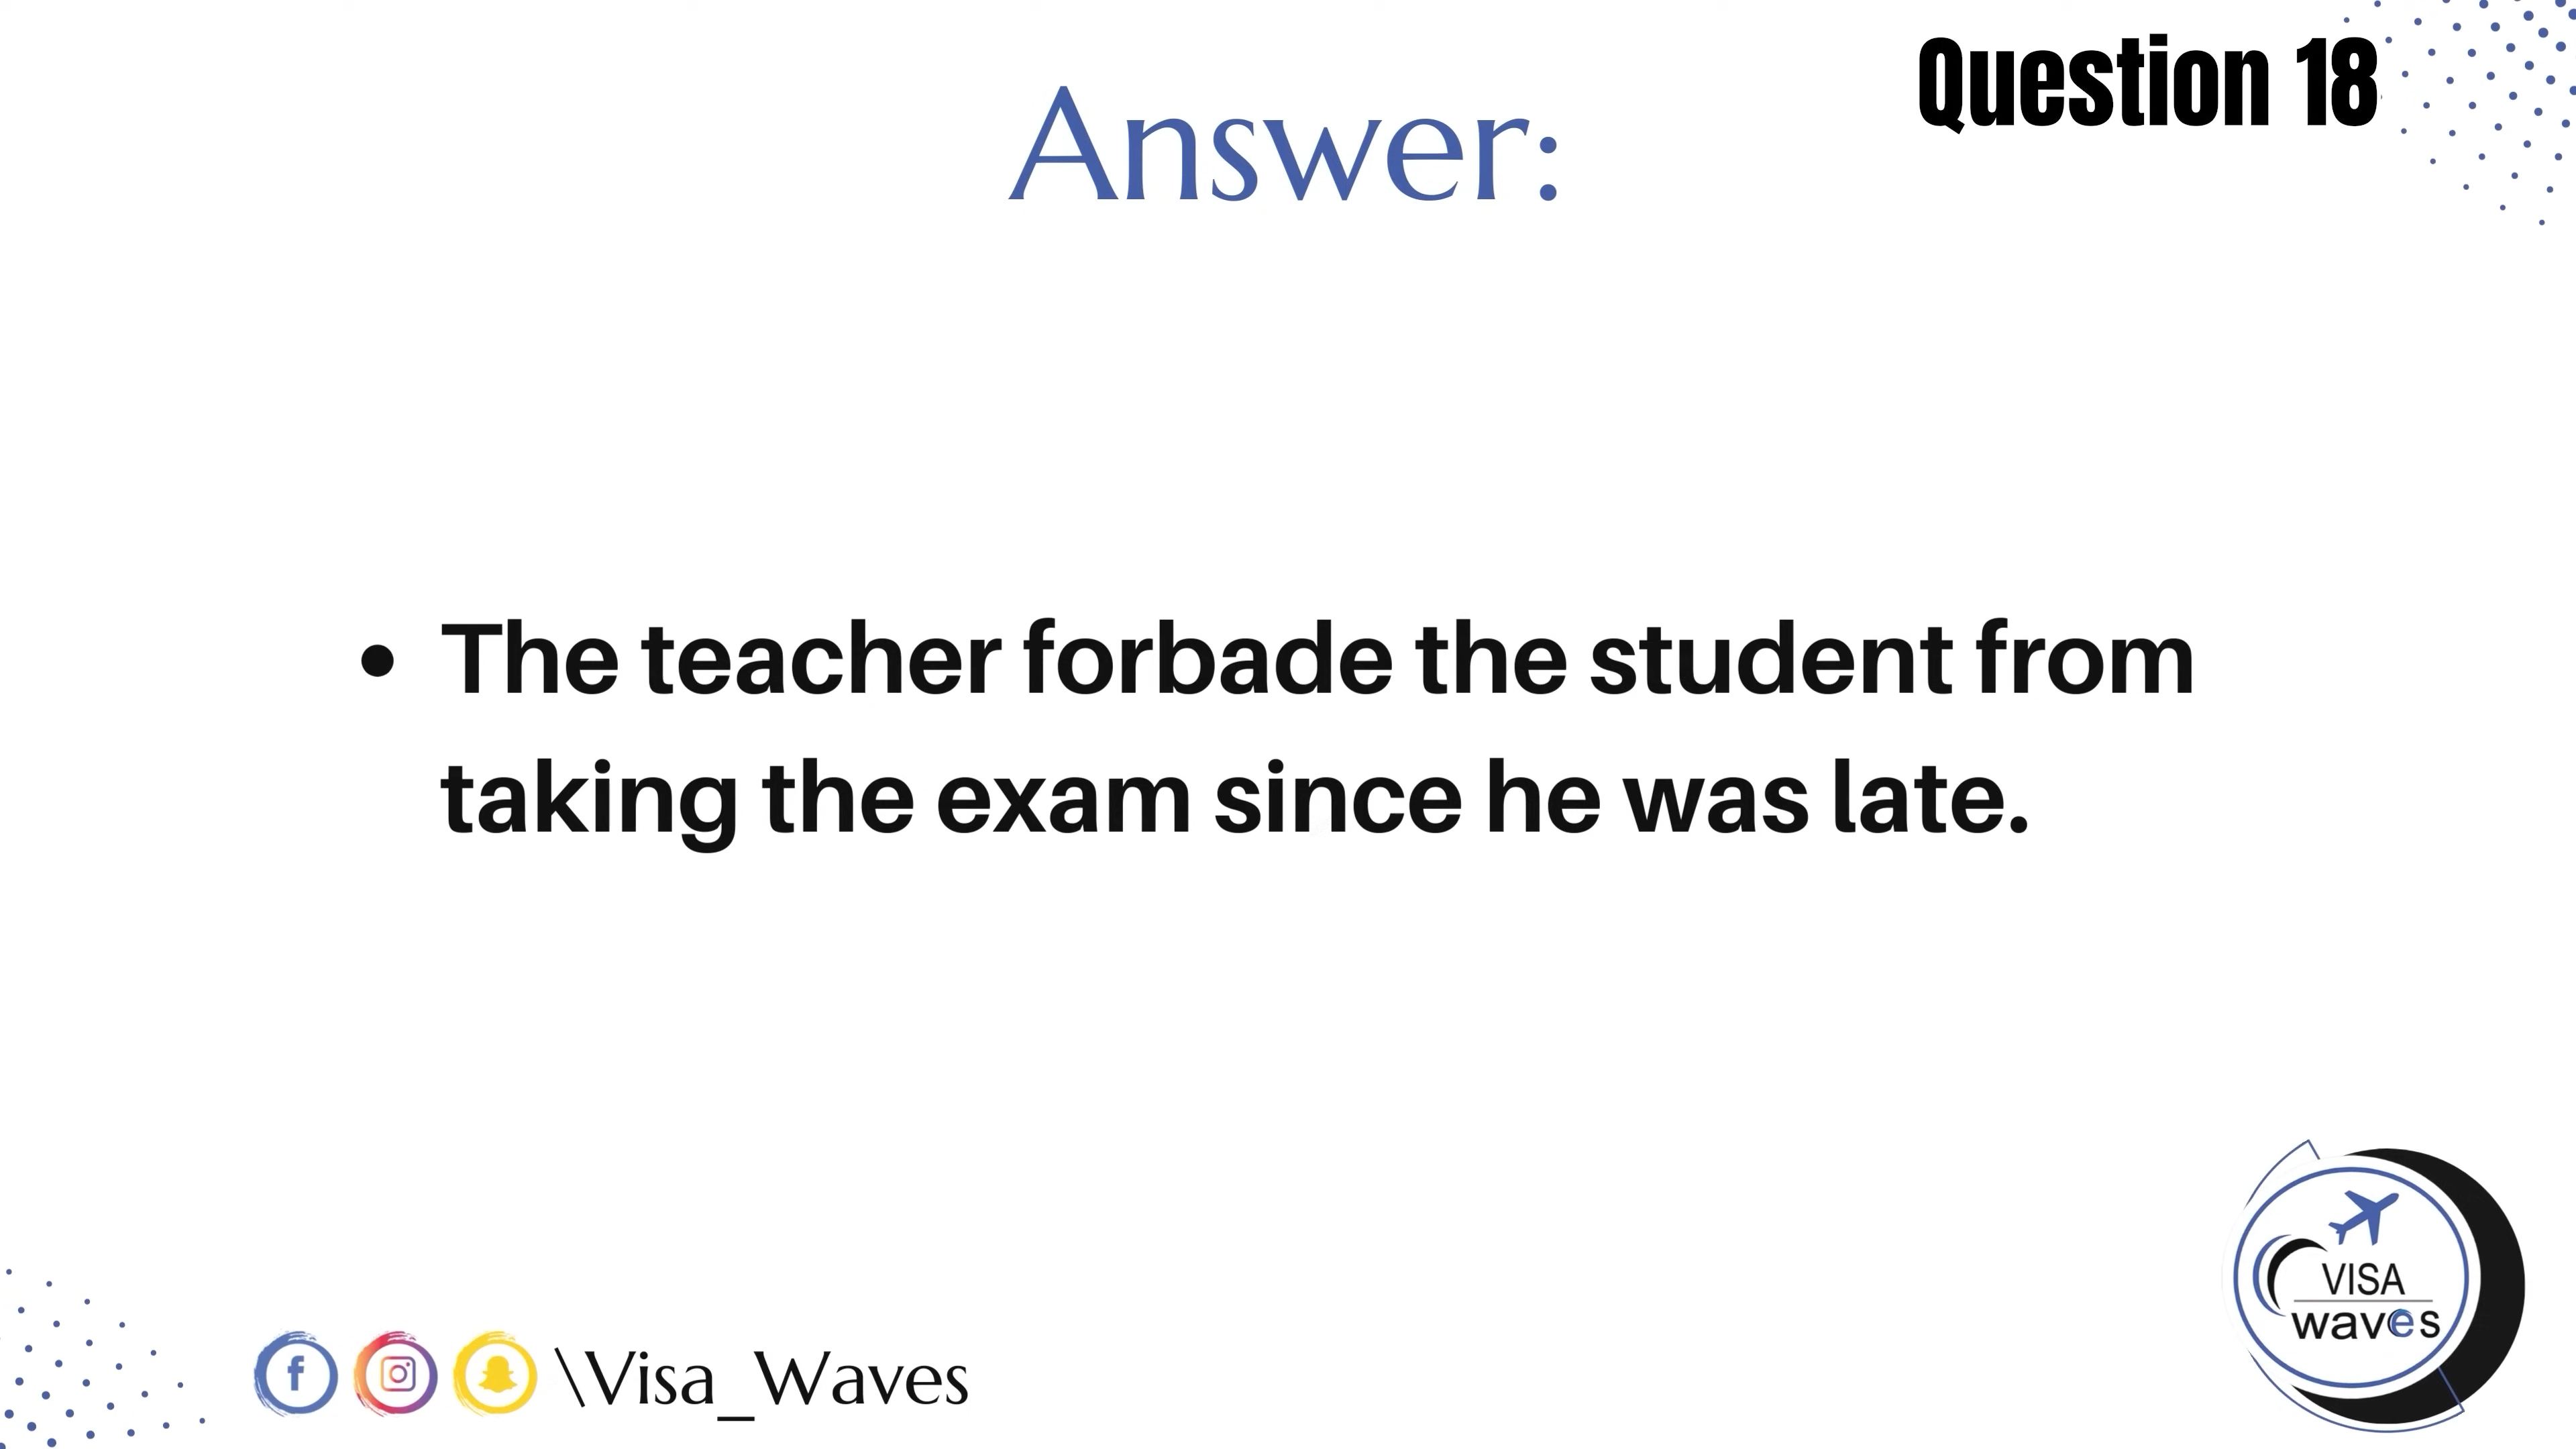 Question 18
Answer:
• The teacher forbade the student from
taking the exam since he was late.
VISA
waves
\Visa_Waves